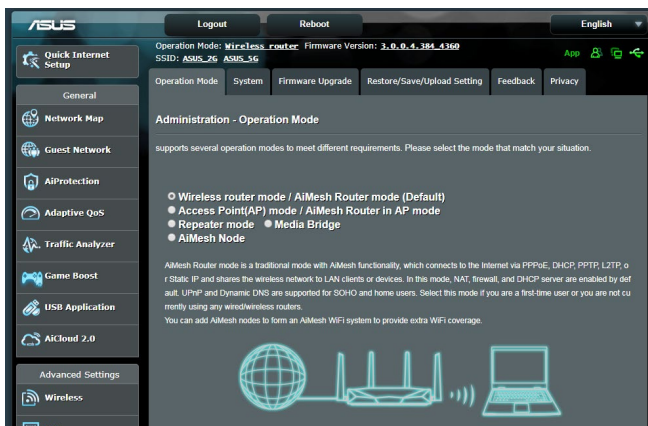 ASUS
Logout
Reboot
English
Quick Internet
Setup
General
Network Map
Guest Network
AiProtection
Adaptive QoS
Traffic Analyzer
Game Boost
USB Application
AiCloud 2.0
Advanced Settings
Wireless
Operation Mode: Wireless router Firmware Version: 3.0.0.4.384_4360
SSID: ASUS_2G ASUS_5G
App
Operation Mode System Firmware Upgrade Restore/Save/Upload Setting Feedback Privacy
Administration - Operation Mode
supports several operation modes to meet different requirements. Please select the mode that match your situation.
Wireless router mode / AiMesh Router mode (Default)
Access Point(AP) mode / AiMesh Router in AP mode
Repeater mode Media Bridge
AiMesh Node
AiMesh Router mode is a traditional mode with AiMesh functionality, which connects to the Internet via PPPoE, DHCP, PPTP, L2TP, o
r Static IP and shares the wireless network to LAN clients or devices. In this mode, NAT, firewall, and DHCP server are enabled by def
ault. UPnP and Dynamic DNS are supported for SOHO and home users. Select this mode if you are a first-time user or you are not cu
rrently using any wired/wireless routers.
You can add AiMesh nodes to form an AiMesh WiFi system to provide extra WiFi coverage.